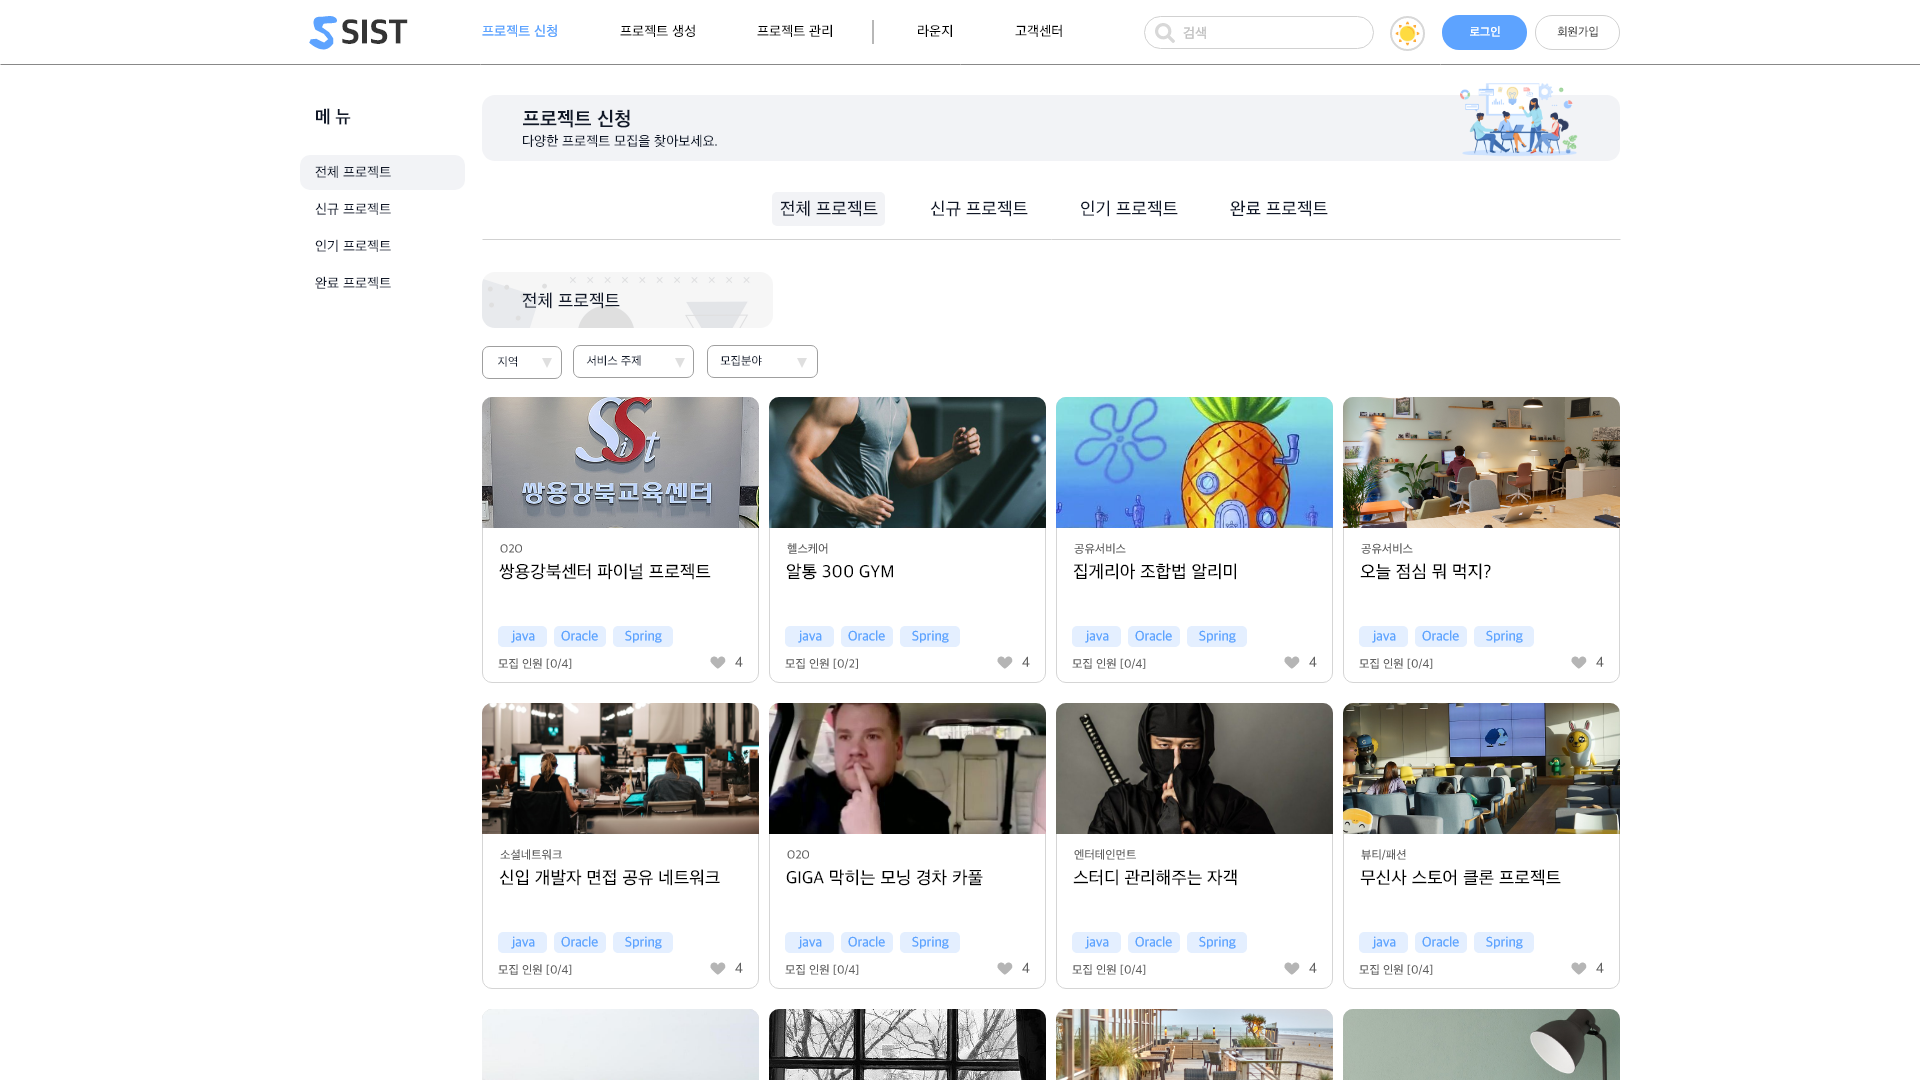 SIST
프로젝트 신청
프로젝트 생성
프로젝트 관리
라운지
고객센터
검색
로그인
회원가입
메 뉴
전체 프로젝트
신규 프로젝트
인기 프로젝트
완료 프로젝트
프로젝트 신청
다양한 프로젝트 모집을 찾아보세요.
전체 프로젝트
신규 프로젝트
인기 프로젝트
완료 프로젝트
전체 프로젝트
지역
서비스 주제
모집분야
SiSt
쌍용강북교육센터
O2O
쌍용강북센터 파이널 프로젝트
java Oracle Spring
모집 인원 [0/4] 4
헬스케어
알통 300 GYM
java Oracle Spring
모집 인원 [0/2] 4
공유서비스
집게리아 조합법 알리미
java Oracle Spring
모집 인원 [0/4] 4
공유서비스
오늘 점심 뭐 먹지?
java Oracle Spring
모집 인원 [0/4] 4
소셜네트워크
신입 개발자 면접 공유 네트워크
java Oracle Spring
모집 인원 [0/4] 4
O2O
GIGA 막히는 모닝 경차 카풀
java Oracle Spring
모집 인원 [0/4] 4
엔터테인먼트
스터디 관리해주는 자객
java Oracle Spring
모집 인원 [0/4] 4
뷰티/패션
무신사 스토어 클론 프로젝트
java Oracle Spring
모집 인원 [0/4] 4